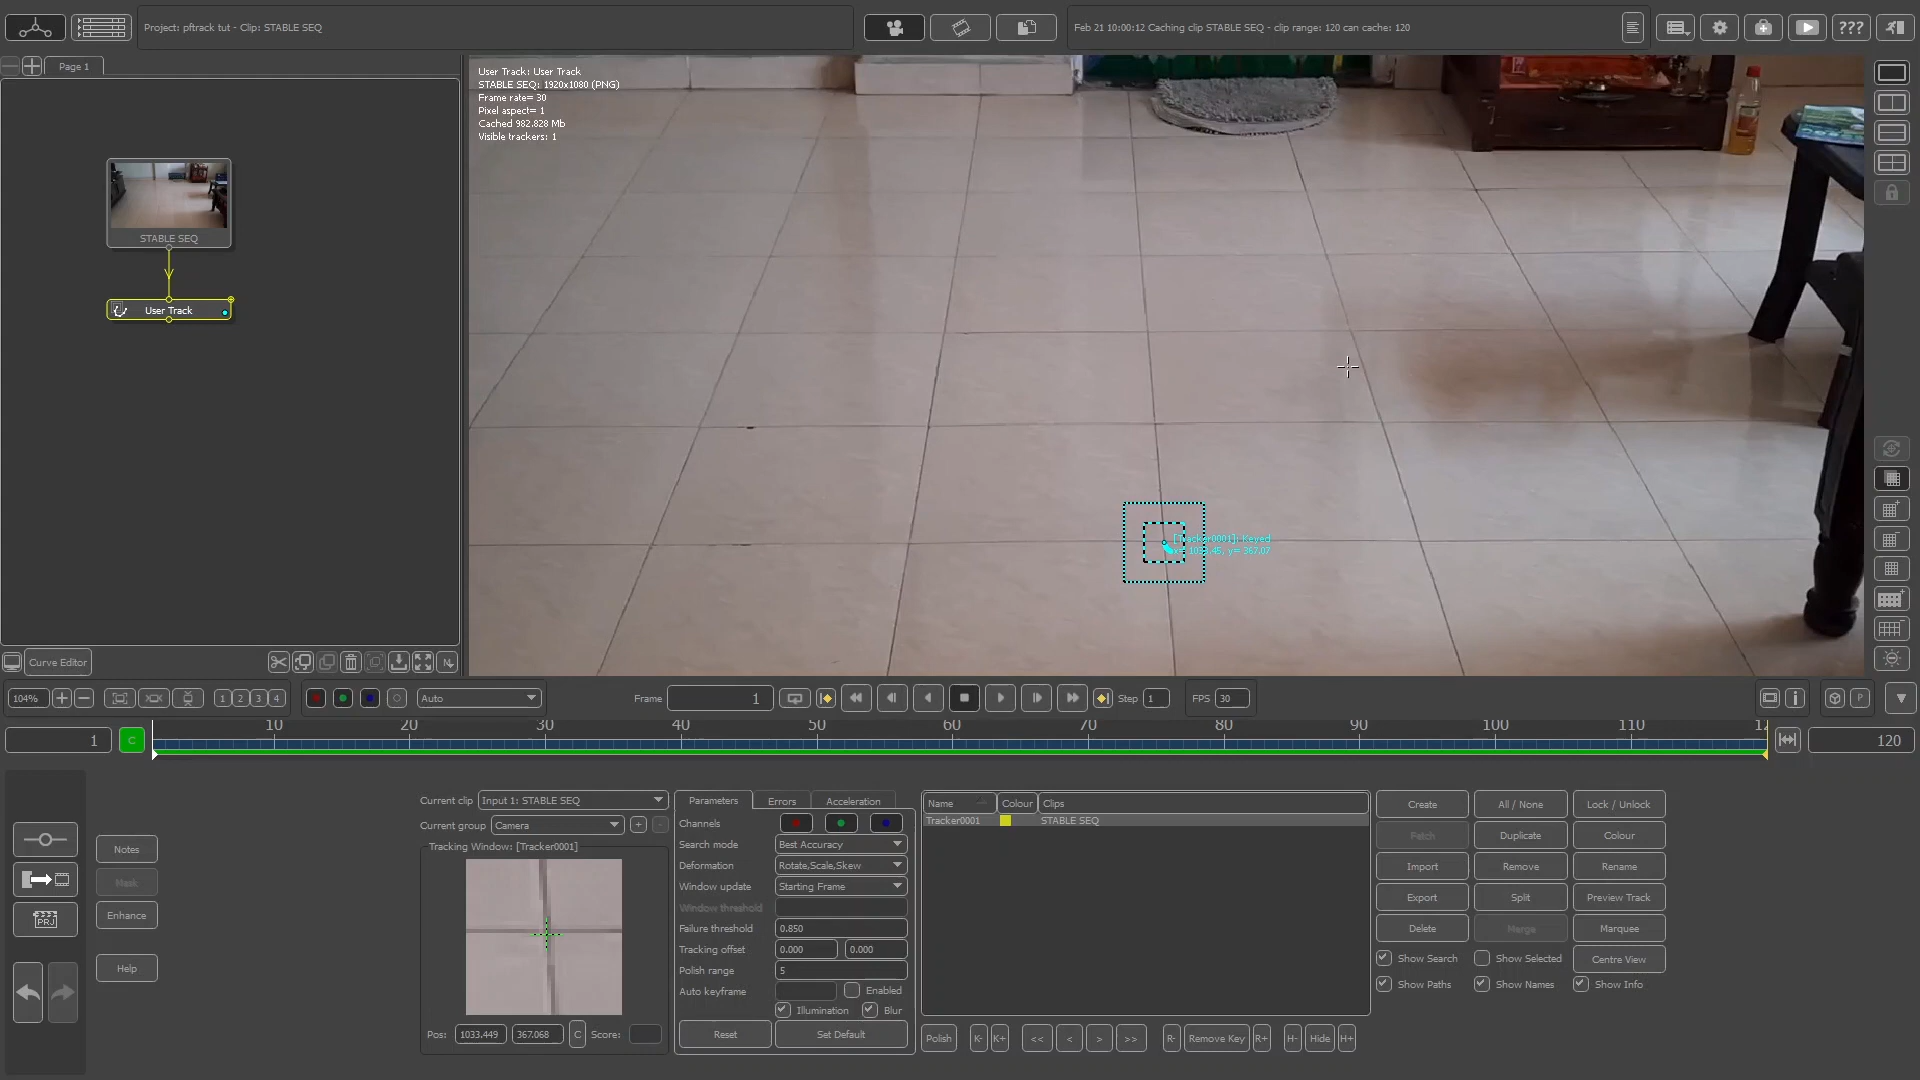 Project: pftrack tut - Clip: STABLE SEQ
Feb 21 10:00:12 Caching clip STABLE SEQ - clip range: 120 can cache: 120
???
Page 1
User Track: User Track
STABLE SEQ: 1920x1080 (PNG)
Frame rate= 30
Pixel aspect= 1
Cached 982.828 Mb
Visible trackers: 1
STABLE SEQ
User Track
[Tracker0001]: Keyed
x= 1033.45, y= 367.07
Curve Editor
N
104%
1 2 3 4
Auto
Frame 1
Step 1
FPS 30
P
1 C 10 20 30 40 50 60 70 80 90 100 110 120
Current clip Input 1: STABLE SEQ
Current group Camera + -
Tracking Window: [Tracker0001]
Pos: 1033.449 367.068 C Score:
PRJ
Notes
Mask
Enhance
Help
Parameters Errors Acceleration
Channels
Search mode Best Accuracy
Deformation Rotate,Scale,Skew
Window update Starting Frame
Window threshold
Failure threshold 0.850
Tracking offset 0.000 0.000
Polish range 5
Auto keyframe Enabled
Illumination Blur
Reset Set Default
Name Colour Clips
Tracker0001 STABLE SEQ
Polish K- K+ << < > >> R- Remove Key R+ H- Hide H+
Create All / None Lock / Unlock
Fetch Duplicate Colour
Import Remove Rename
Export Split Preview Track
Delete Merge Marquee
Show Search Show Selected Centre View
Show Paths Show Names Show Info